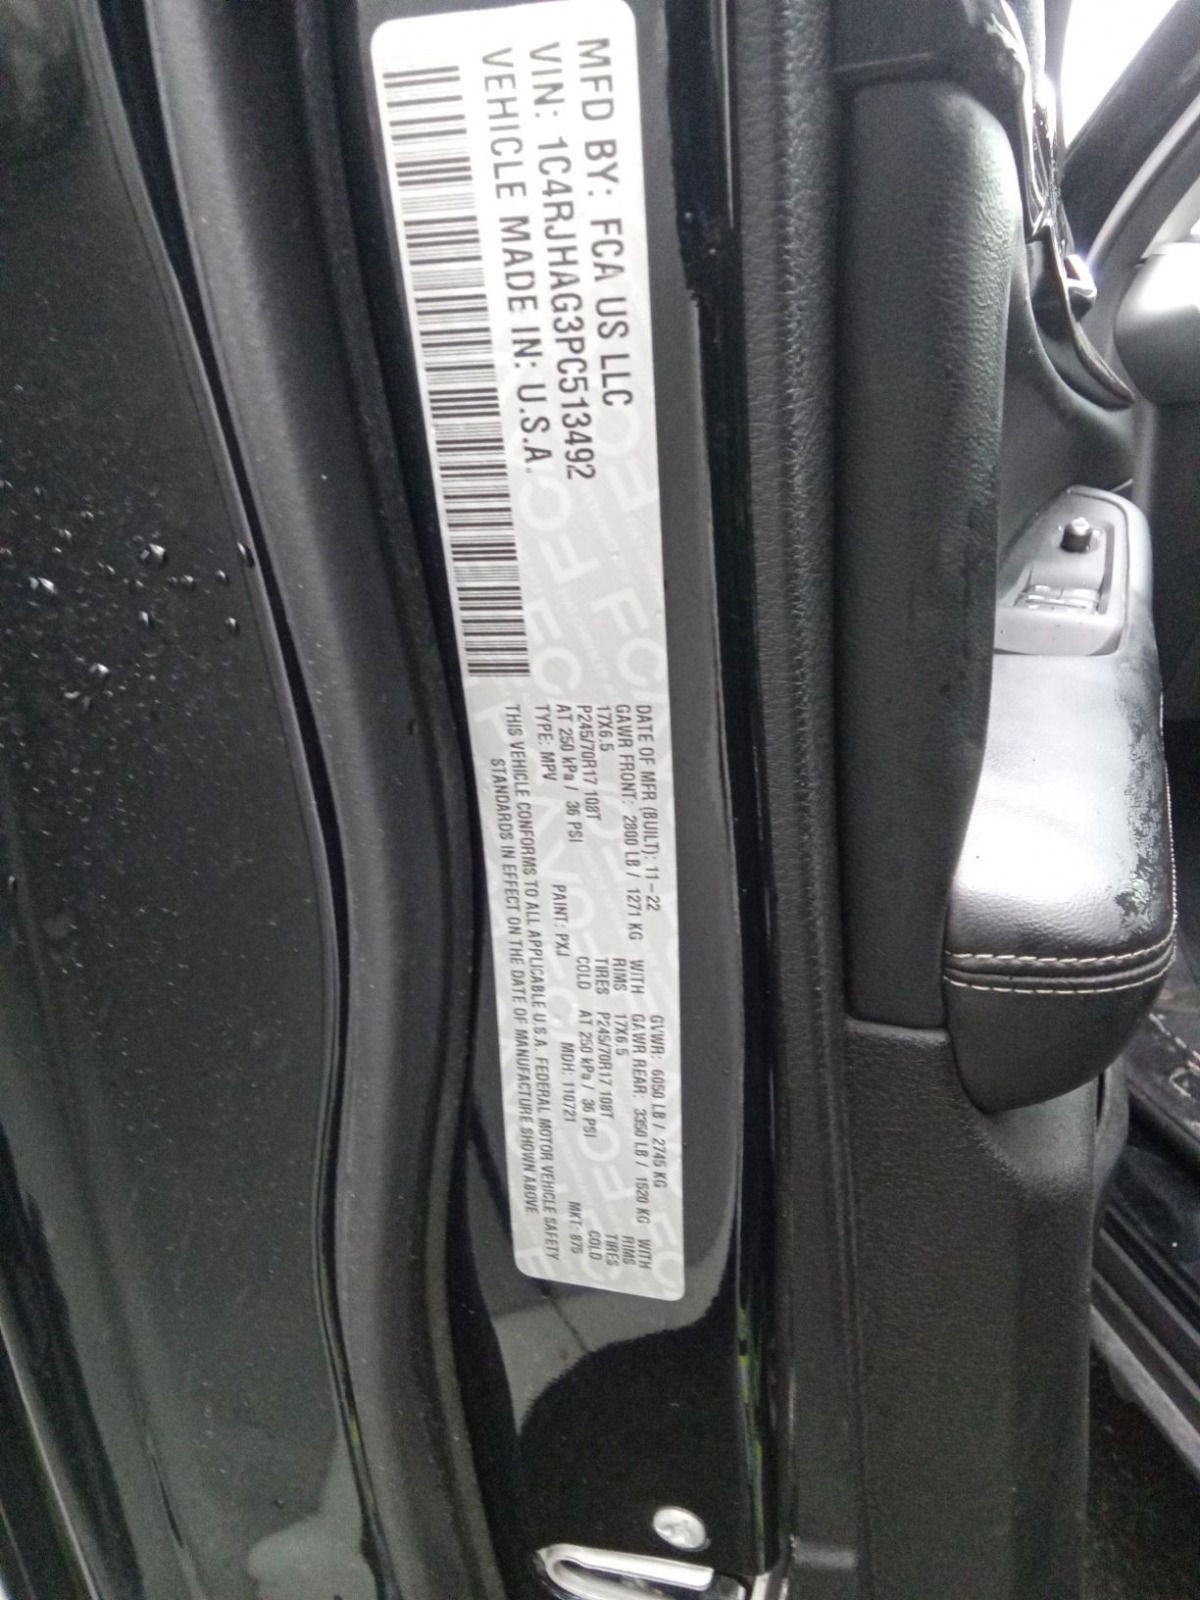 MFD BY: FCA US LLC
VIN: 1C4RJHAG3PC513492
VEHICLE MADE IN: U.S.A.
DATE OF MFR (BUILT): 11-22 GVWR: 6050 LB / 2745 KG
GAWR FRONT: 2800 LB / 1271 KG WITH GAWR REAR: 3350 LB / 1520 KG WITH
17X6.5 RIMS 17X6.5 RIMS
P245/70R17 108T TIRES P245/70R17 108T TIRES
AT 250 kPa / 36 PSI COLD AT 250 kPa / 36 PSI COLD
TYPE: MPV PAINT: PXJ MDH: 110721 MKT: 875
THIS VEHICLE CONFORMS TO ALL APPLICABLE U.S.A. FEDERAL MOTOR VEHICLE SAFETY
STANDARDS IN EFFECT ON THE DATE OF MANUFACTURE SHOWN ABOVE